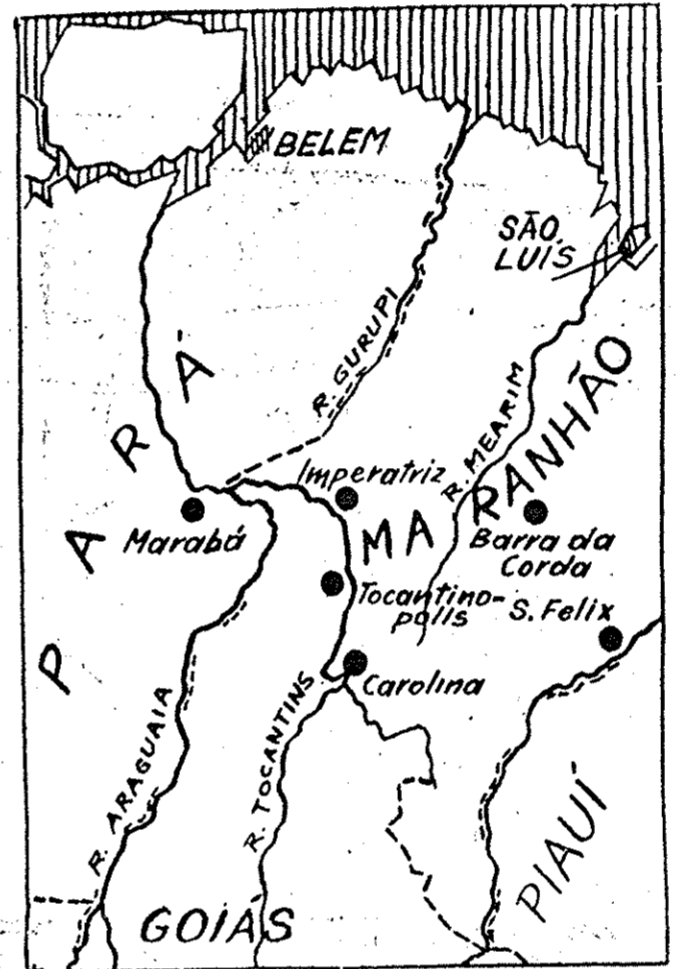 BELEM
SÃO
LUÍS
R. GURUPI
PARÁ
R. MEARIM
MARANHÃO
Imperatriz
Marabá
Barra da
Corda
Tocantino-
polls
S. Felix
Carolina
R. ARAGUAIA
R. TOCANTINS
PIAUÍ
GOIÁS